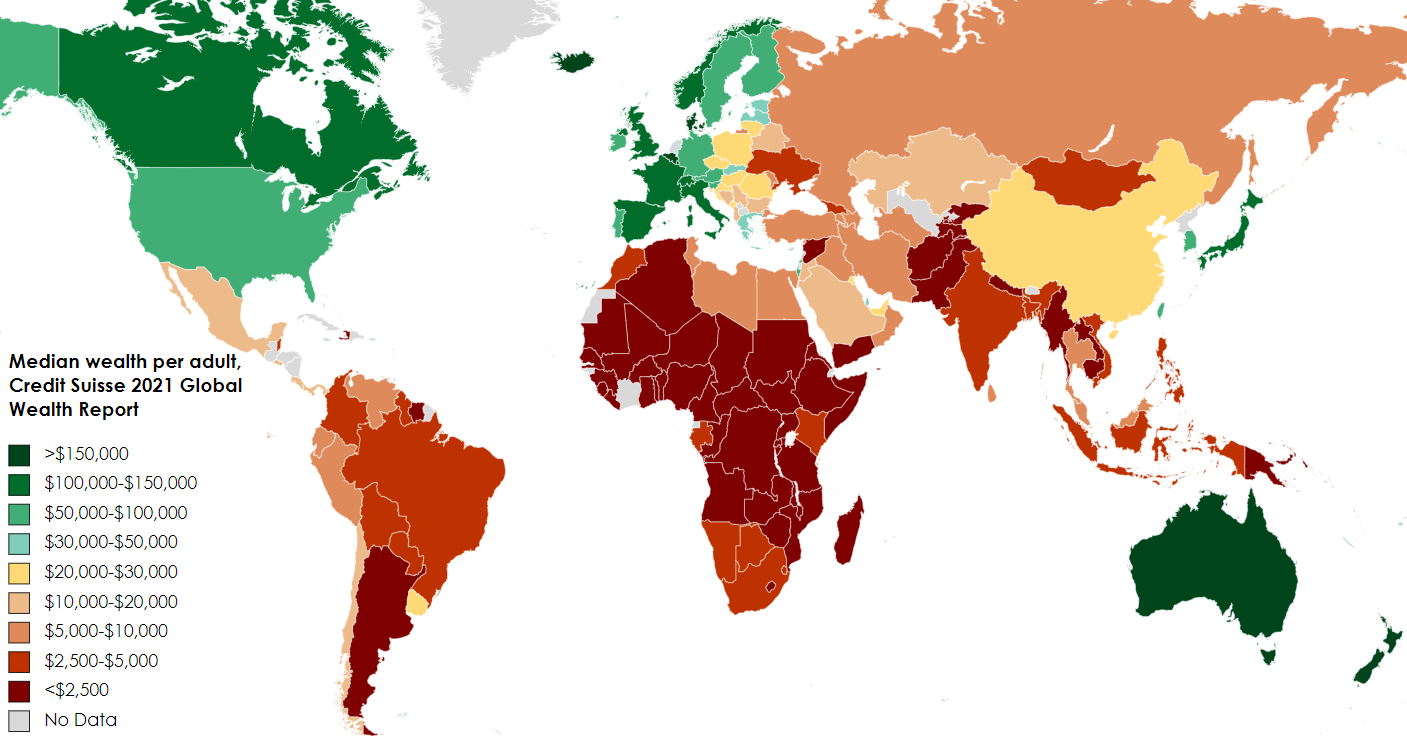 Median wealth per adult,
Credit Suisse 2021 Global
Wealth Report
>$150,000
$100,000-$150,000
$50,000-$100,000
$30,000-$50,000
$20,000-$30,000
$10,000-$20,000
$5,000-$10,000
$2,500-$5,000
<$2,500
No Data